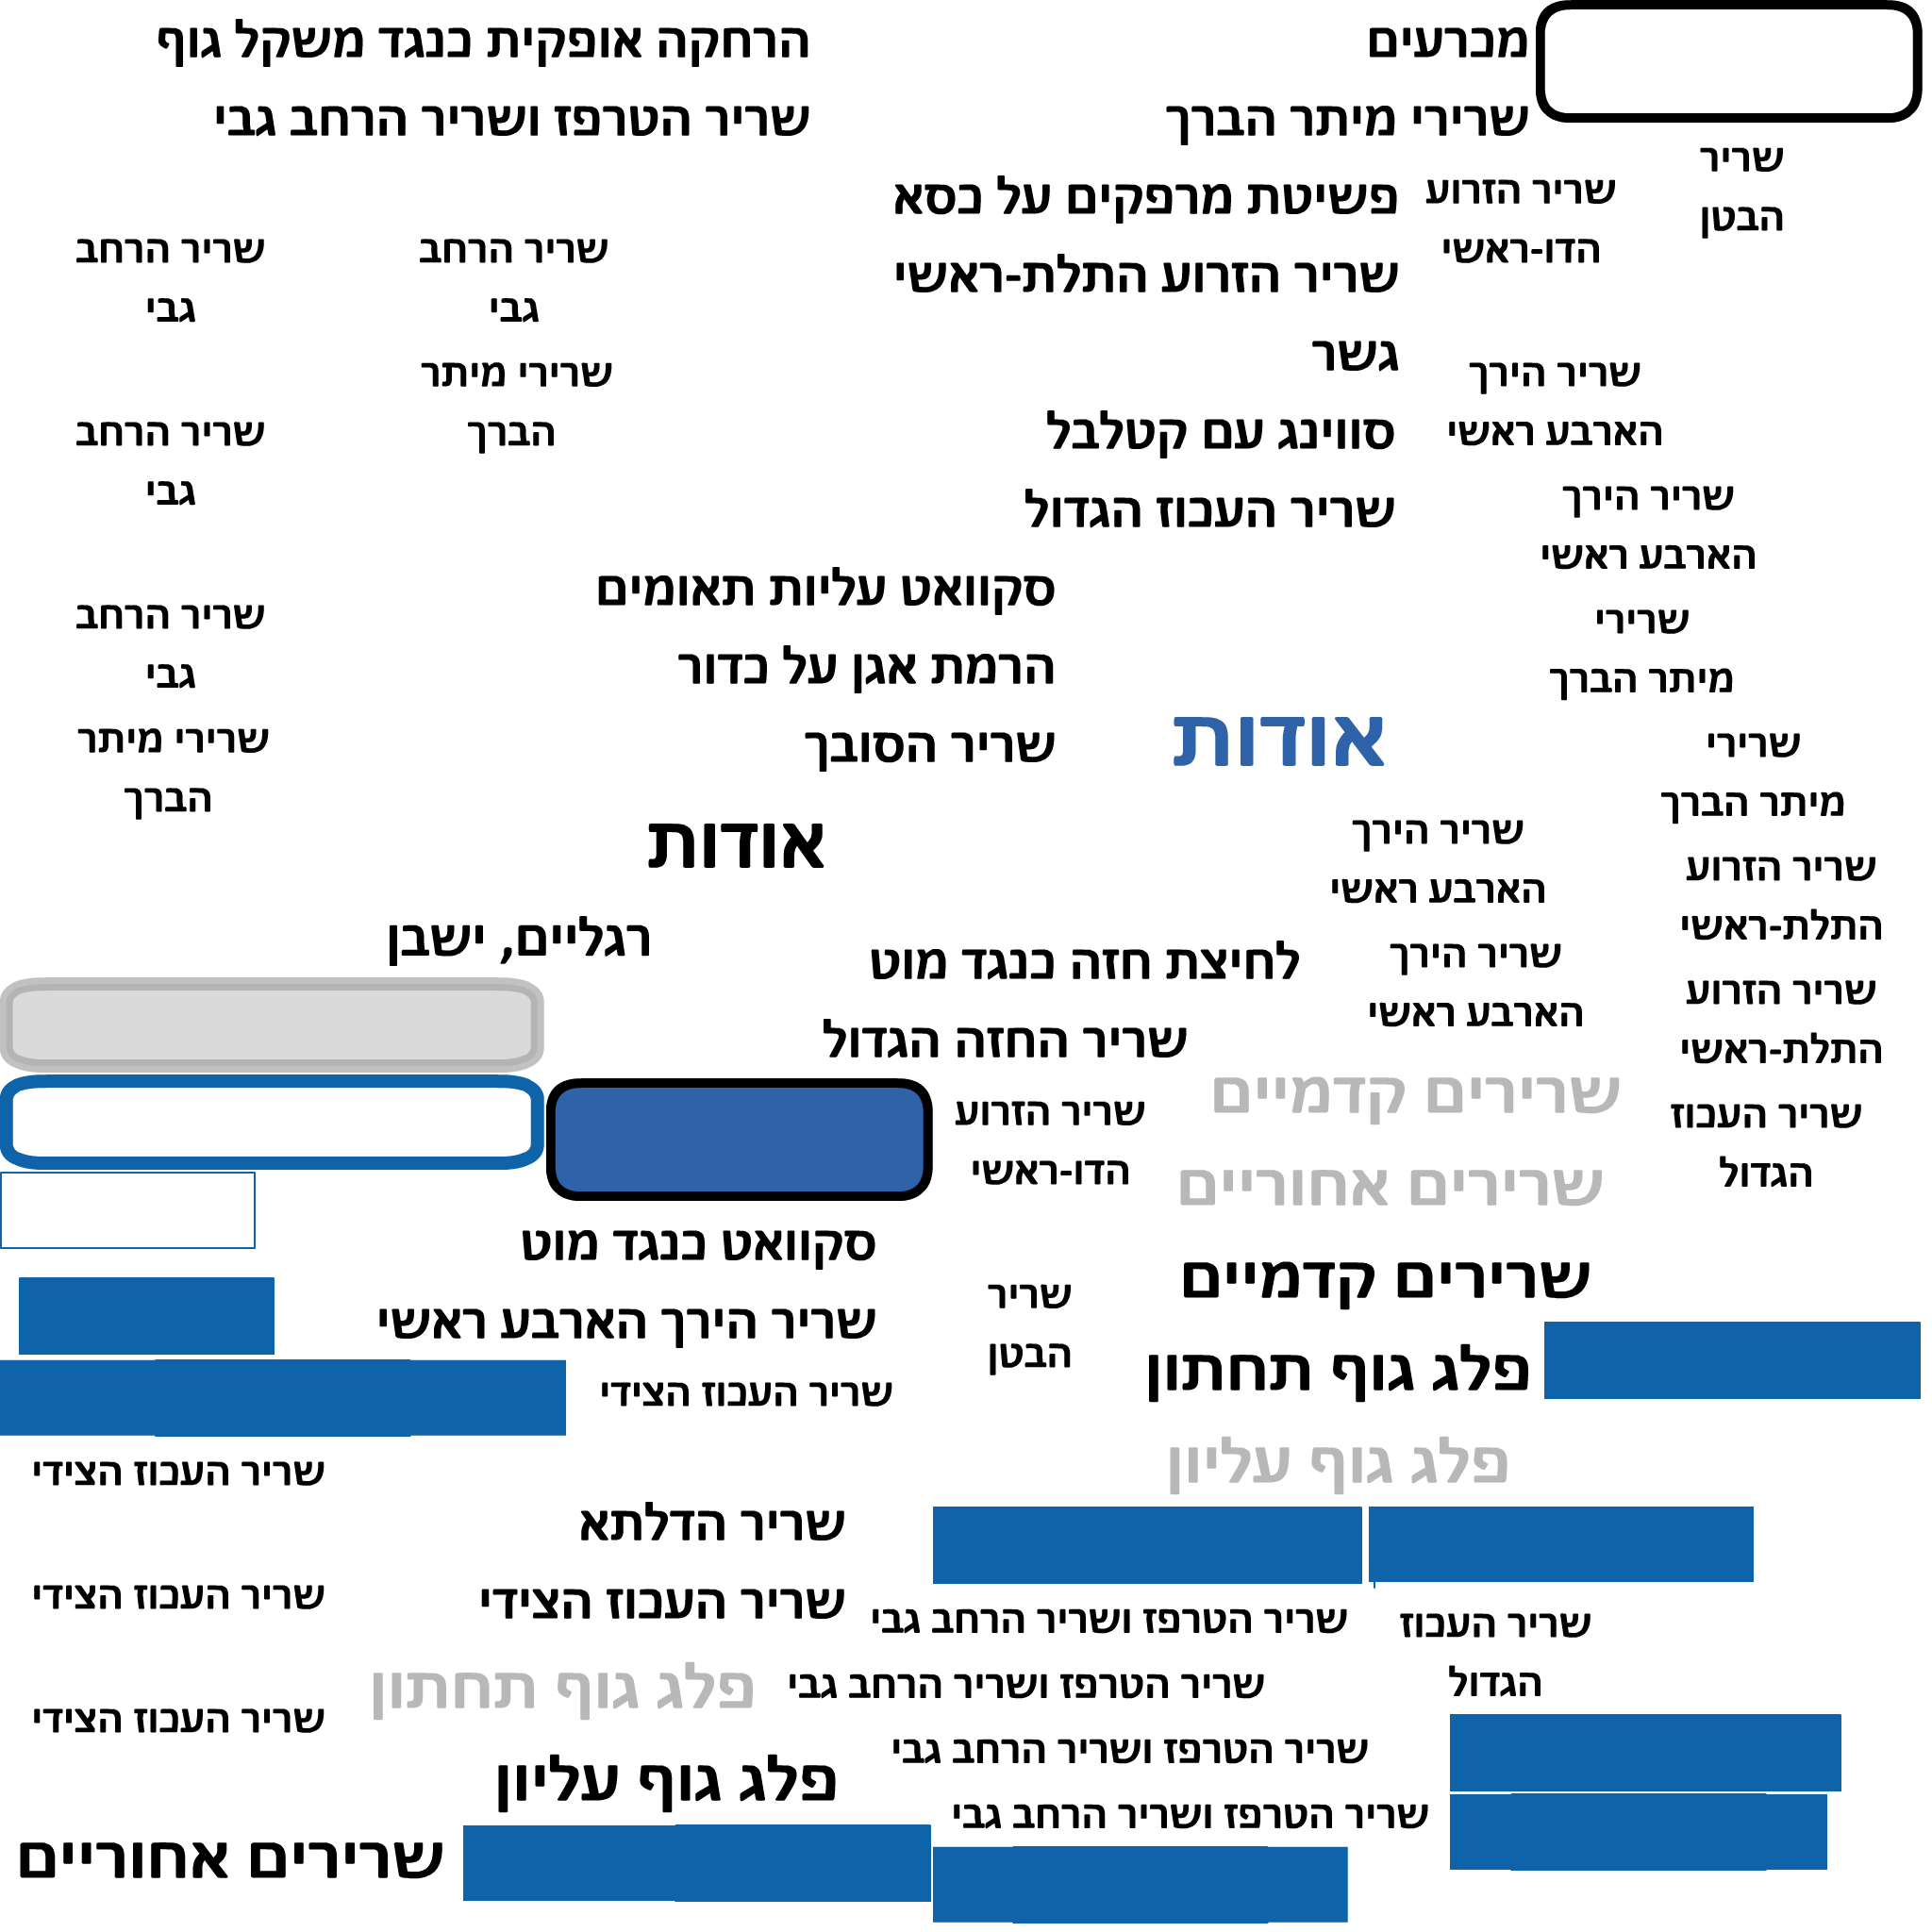 הרחקה אופקית כנגד משקל גוף
מכרעים
שריר הטרפז ושריר הרחב גבי
שרירי מיתר הברך
שריר
הבטן
שריר הזרוע
הדו-ראשי
פשיטת מרפקים על כסא
שריר הזרוע התלת-ראשי
שריר הרחב
גבי
שריר הרחב
גבי
גשר
שריר הירך
הארבע ראשי
שרירי מיתר
הברך
שריר הרחב
גבי
סווינג עם קטלבל
שריר העכוז הגדול
שריר הירך
הארבע ראשי
סקוואט עליות תאומים
שרירי
מיתר הברך
שריר הרחב
גבי
הרמת אגן על כדור
שריר הסובך
אודות
שרירי
מיתר הברך
שרירי מיתר
הברך
אודות
שריר הירך
הארבע ראשי
שריר הזרוע
התלת-ראשי
רגליים, ישבן
לחיצת חזה כנגד מוט
שריר הירך
הארבע ראשי
שריר הזרוע
התלת-ראשי
שריר החזה הגדול
שרירים קדמיים
שריר הזרוע
הדו-ראשי
שריר העכוז
הגדול
שרירים אחוריים
סקוואט כנגד מוט
שרירים קדמיים
שריר
הבטן
שריר הירך הארבע ראשי
פלג גוף תחתון
שריר העכוז הצידי
פלג גוף עליון
שריר העכוז הצידי
שריר הדלתא
שריר העכוז הצידי
שריר העכוז הצידי
שריר הטרפז ושריר הרחב גבי
שריר העכוז
הגדול
פלג גוף תחתון
שריר הטרפז ושריר הרחב גבי
שריר העכוז הצידי
שריר הטרפז ושריר הרחב גבי
פלג גוף עליון
שריר הטרפז ושריר הרחב גבי
שרירים אחוריים